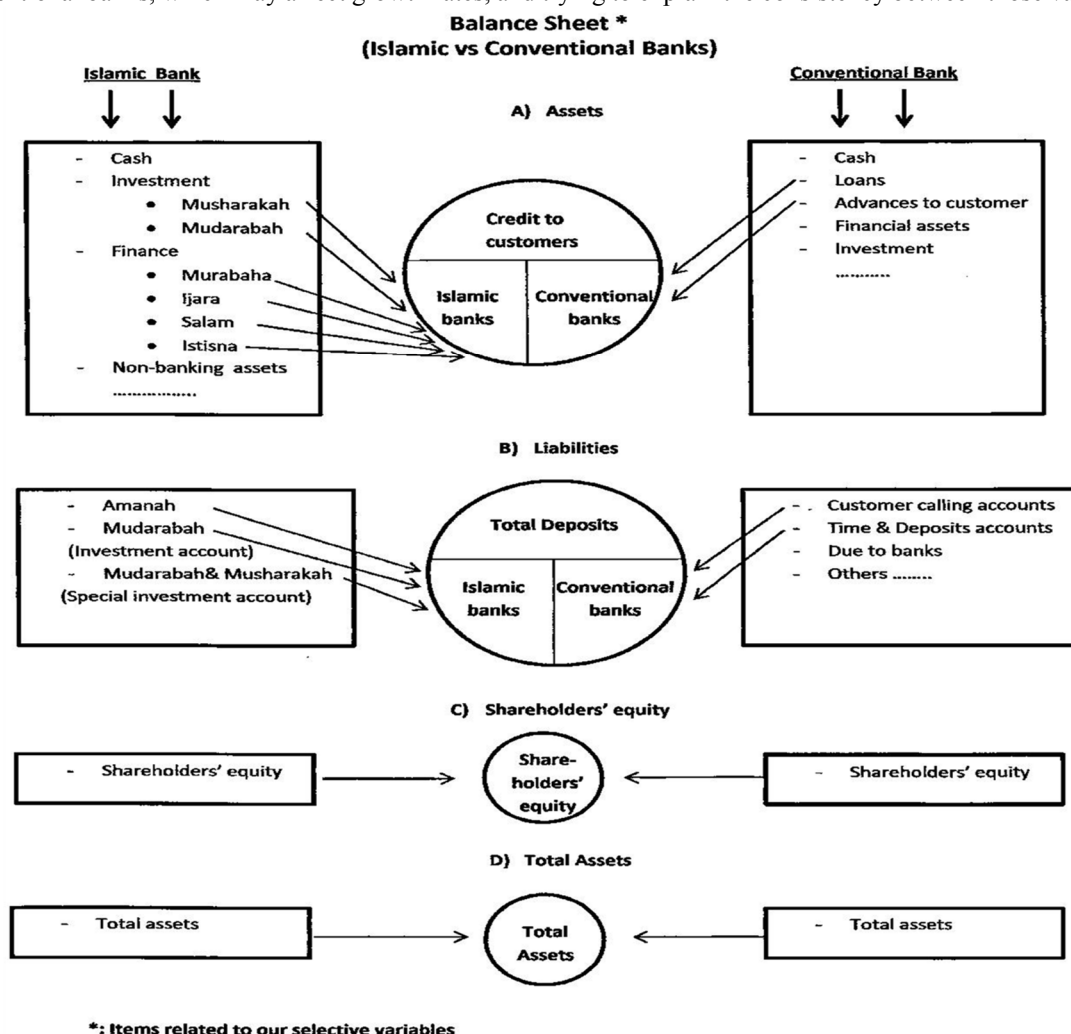 Balance Sheet *
(Islamic vs Conventional Banks)
Islamic Bank
Conventional Bank
A) Assets
- Cash
- Investment
• Musharakah
• Mudarabah
- Finance
• Murabaha
• Ijara
• Salam
• Istisna
- Non-banking assets
................
Credit to
customers
Islamic
banks
Conventional
banks
- Cash
- Loans
- Advances to customer
- Financial assets
- Investment
...........
B) Liabilities
- Amanah
- Mudarabah
(Investment account)
- Mudarabah& Musharakah
(Special investment account)
Total Deposits
Islamic
banks
Conventional
banks
- Customer calling accounts
- Time & Deposits accounts
- Due to banks
- Others ........
C) Shareholders' equity
- Shareholders' equity
Share-
holders'
equity
- Shareholders' equity
D) Total Assets
- Total assets
Total
Assets
- Total assets
*: Items related to our selective variables